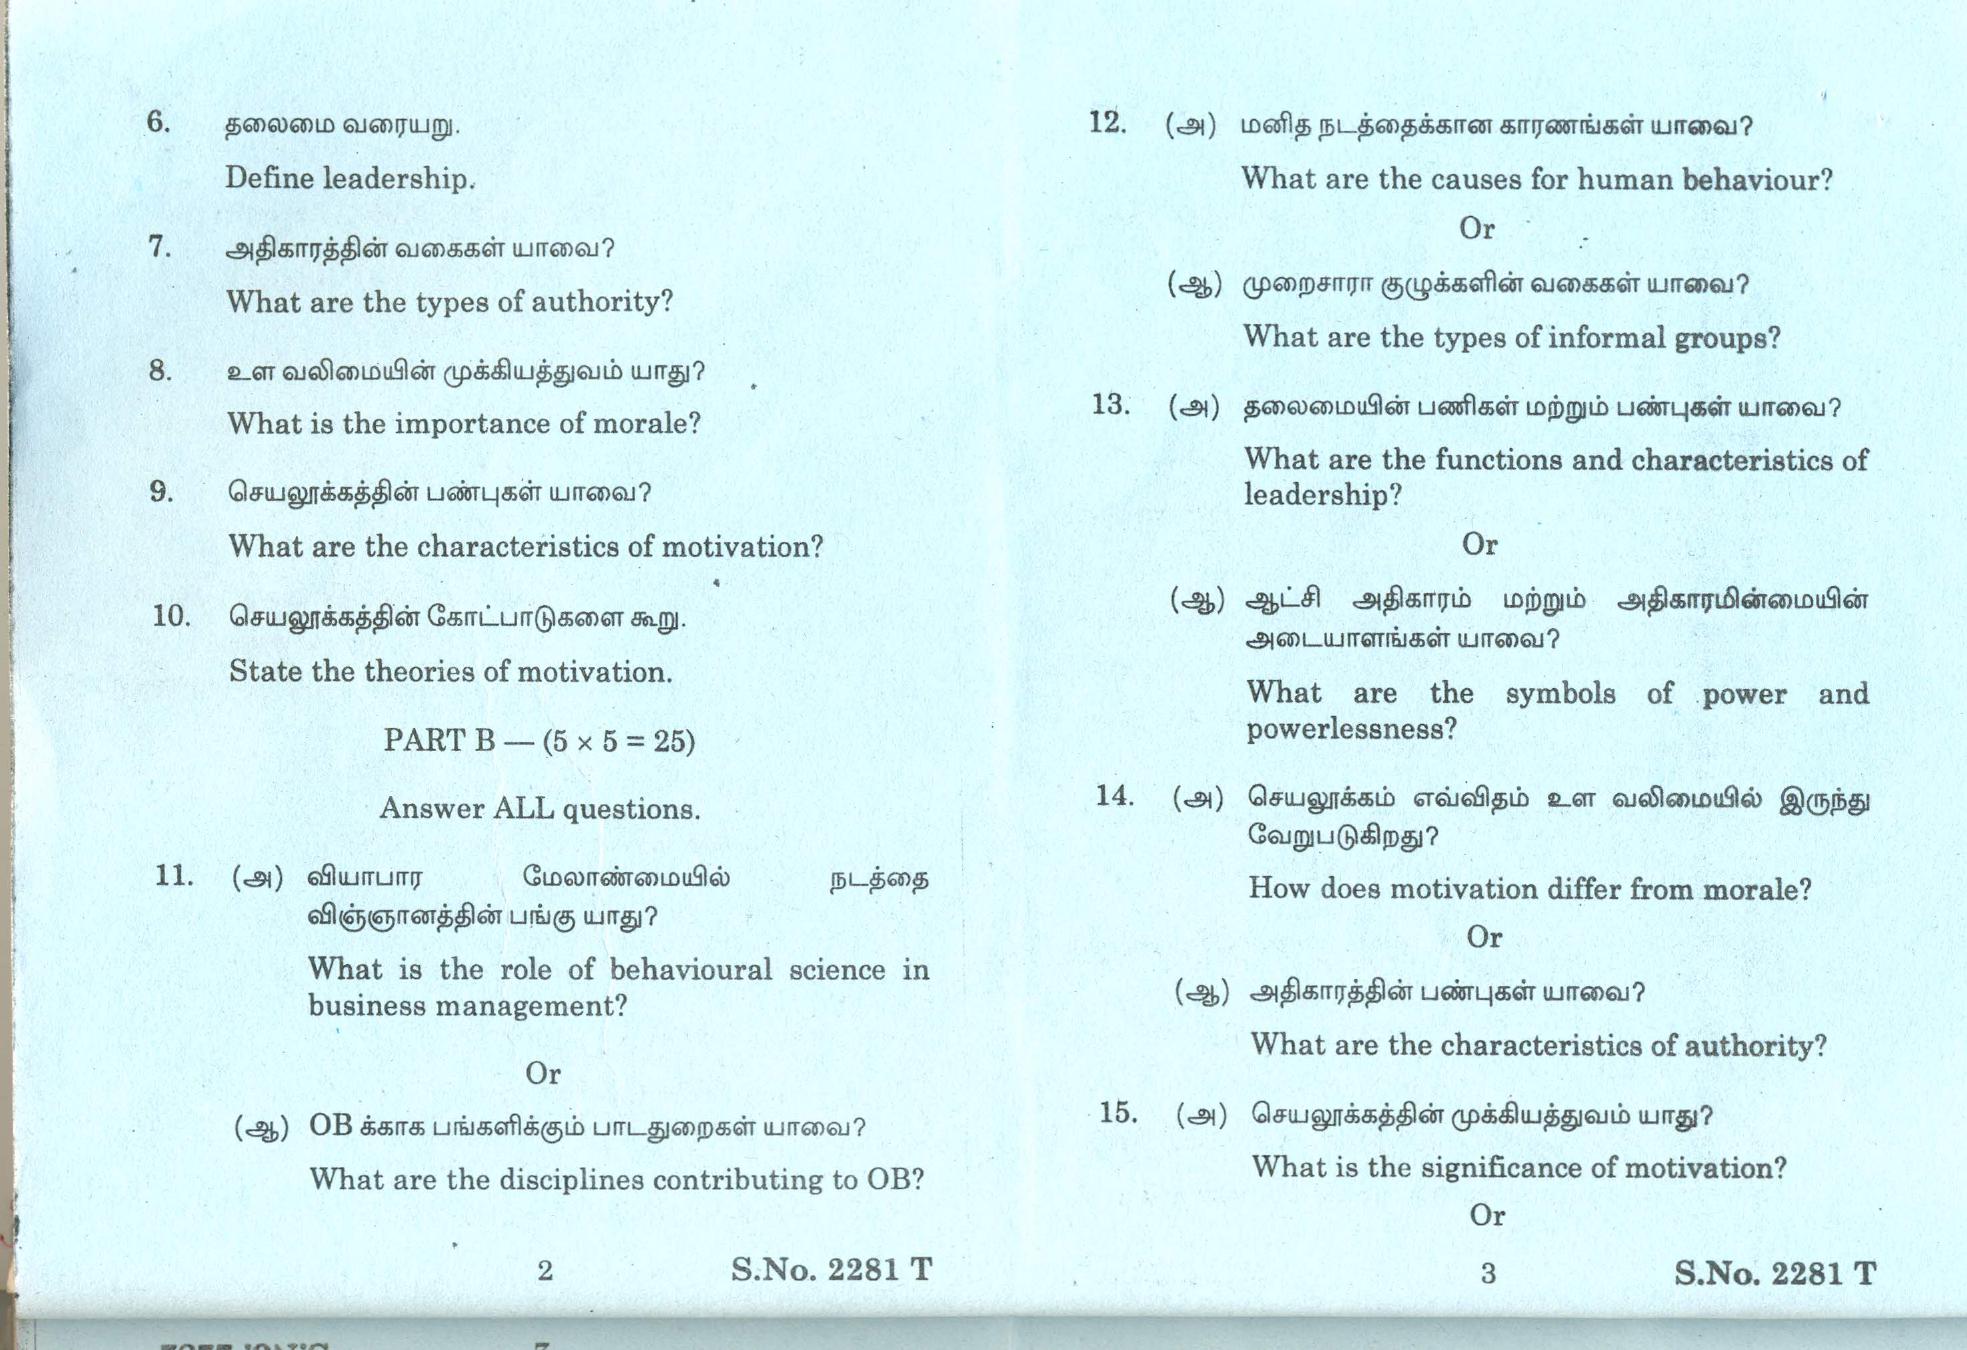 6. தலைமை வரையறு.
Define leadership.
7. அதிகாரத்தின் வகைகள் யாவை?
What are the types of authority?
8. உள வலிமையின் முக்கியத்துவம் யாது?
What is the importance of morale?
9. செயலூக்கத்தின் பண்புகள் யாவை?
What are the characteristics of motivation?
10. செயலூக்கத்தின் கோட்பாடுகளை கூறு.
State the theories of motivation.
PART B — (5 × 5 = 25)
Answer ALL questions.
11. (அ) வியாபார மேலாண்மையில் நடத்தை
விஞ்ஞானத்தின் பங்கு யாது?
What is the role of behavioural science in
business management?
Or
(ஆ) OB க்காக பங்களிக்கும் பாடதுறைகள் யாவை?
What are the disciplines contributing to OB?
2 S.No. 2281 T
12. (அ) மனித நடத்தைக்கான காரணங்கள் யாவை?
What are the causes for human behaviour?
Or
(ஆ) முறைசாரா குழுக்களின் வகைகள் யாவை?
What are the types of informal groups?
13. (அ) தலைமையின் பணிகள் மற்றும் பண்புகள் யாவை?
What are the functions and characteristics of
leadership?
Or
(ஆ) ஆட்சி அதிகாரம் மற்றும் அதிகாரமின்மையின்
அடையாளங்கள் யாவை?
What are the symbols of power and
powerlessness?
14. (அ) செயலூக்கம் எவ்விதம் உள வலிமையில் இருந்து
வேறுபடுகிறது?
How does motivation differ from morale?
Or
(ஆ) அதிகாரத்தின் பண்புகள் யாவை?
What are the characteristics of authority?
15. (அ) செயலூக்கத்தின் முக்கியத்துவம் யாது?
What is the significance of motivation?
Or
3 S.No. 2281 T